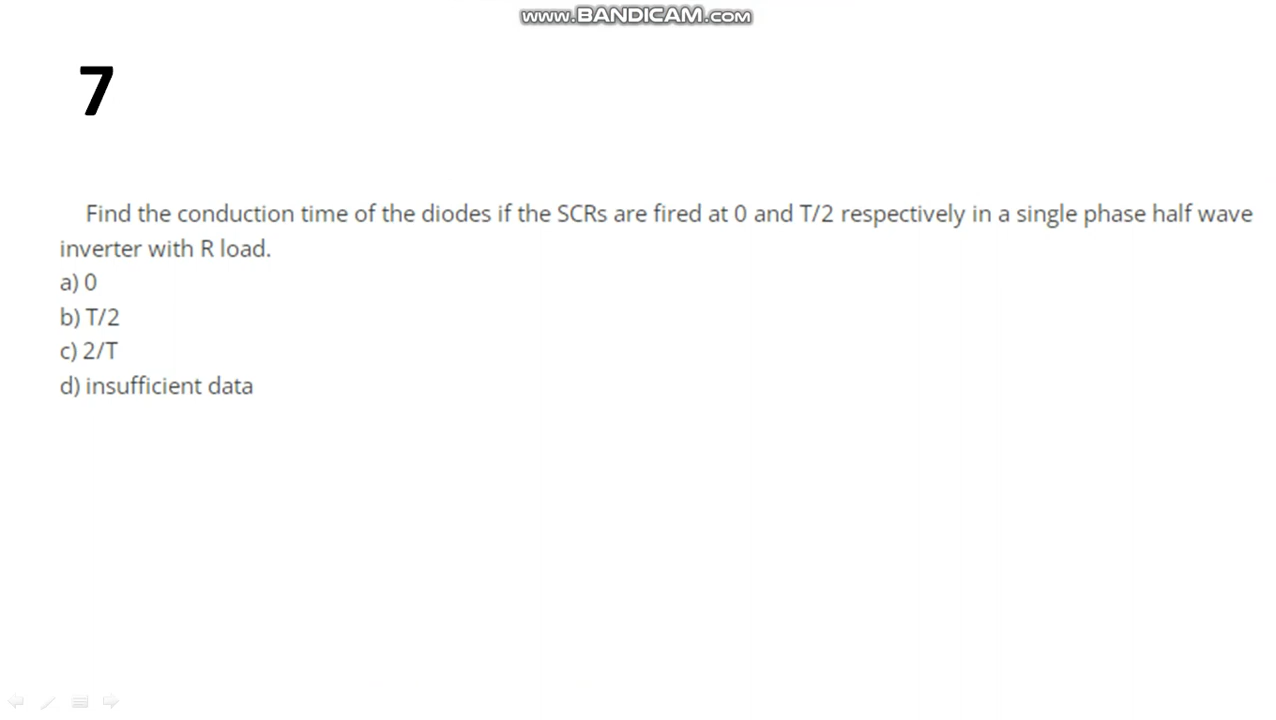 www.BANDICAM.com
7
Find the conduction time of the diodes if the SCRs are fired at 0 and T/2 respectively in a single phase half wave
inverter with R load.
a) 0
b) T/2
c) 2/T
d) insufficient data